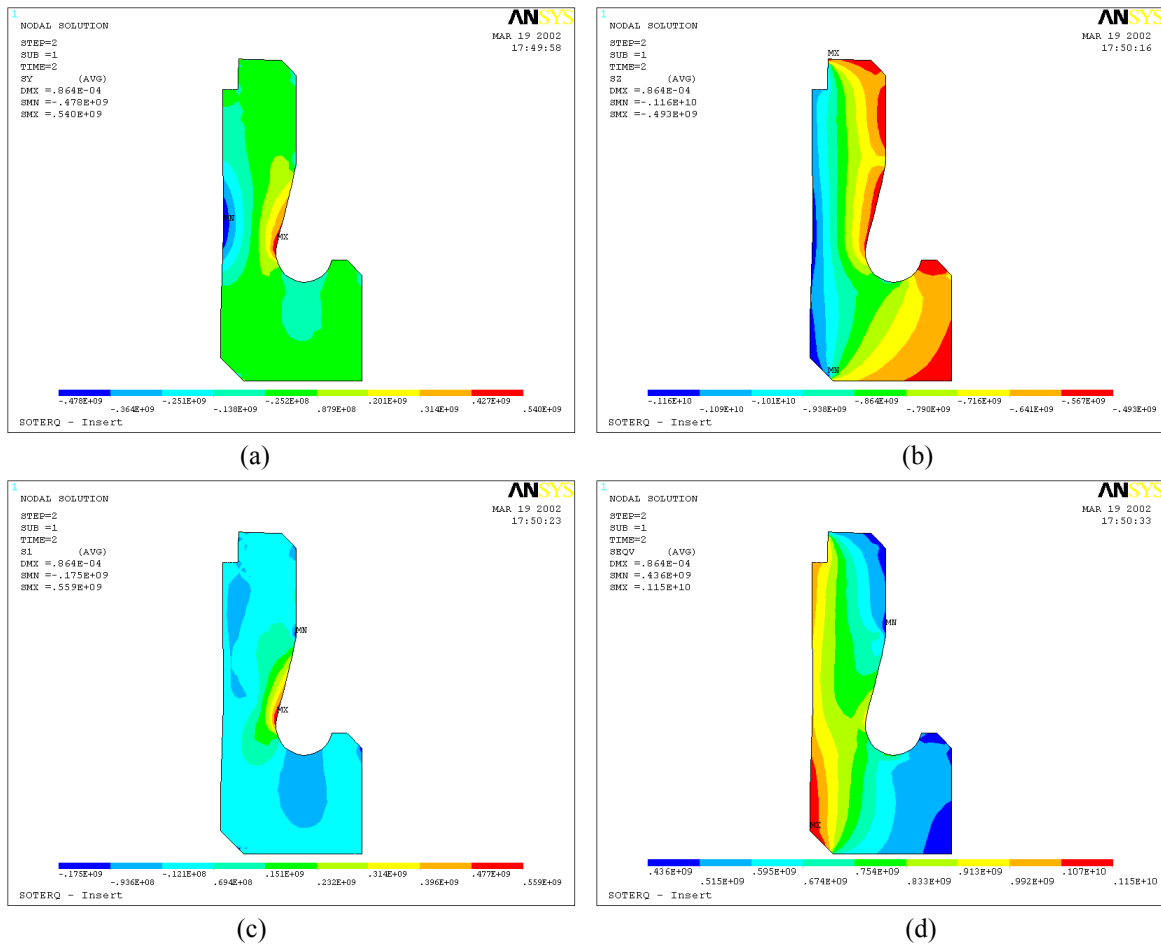 1
ANSYS
NODAL SOLUTION
MAR 19 2002
17:49:58
STEP=2
SUB =1
TIME=2
SY (AVG)
DMX =.864E-04
SMN =-.478E+09
SMX =.540E+09
MN
MX
-.478E+09 -.251E+09 -.252E+08 .201E+09 .427E+09
-.364E+09 -.138E+09 .879E+08 .314E+09 .540E+09
SOTERQ - Insert
(a)
1
ANSYS
NODAL SOLUTION
MAR 19 2002
17:50:16
STEP=2
SUB =1
TIME=2
SZ (AVG)
DMX =.864E-04
SMN =-.116E+10
SMX =-.493E+09
MX
MN
-.116E+10 -.101E+10 -.864E+09 -.716E+09 -.567E+09
-.109E+10 -.938E+09 -.790E+09 -.641E+09 -.493E+09
SOTERQ - Insert
(b)
1
ANSYS
NODAL SOLUTION
MAR 19 2002
17:50:23
STEP=2
SUB =1
TIME=2
S1 (AVG)
DMX =.864E-04
SMN =-.175E+09
SMX =.559E+09
MN
MX
-.175E+09 -.121E+08 .151E+09 .314E+09 .477E+09
-.936E+08 .694E+08 .232E+09 .396E+09 .559E+09
SOTERQ - Insert
(c)
1
ANSYS
NODAL SOLUTION
MAR 19 2002
17:50:33
STEP=2
SUB =1
TIME=2
SEQV (AVG)
DMX =.864E-04
SMN =.436E+09
SMX =.115E+10
MN
MX
.436E+09 .595E+09 .754E+09 .913E+09 .107E+10
.515E+09 .674E+09 .833E+09 .992E+09 .115E+10
SOTERQ - Insert
(d)